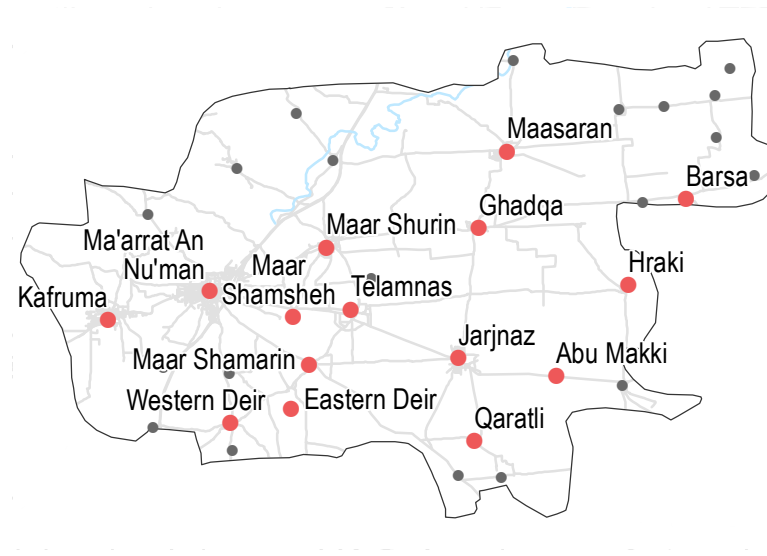 Maasaran
Barsa
Ghadqa
Maar Shurin
Ma'arrat An
Nu'man
Maar
Shamsheh
Hraki
Telamnas
Kafruma
Jarjnaz
Abu Makki
Maar Shamarin
Western Deir
Eastern Deir
Qaratli